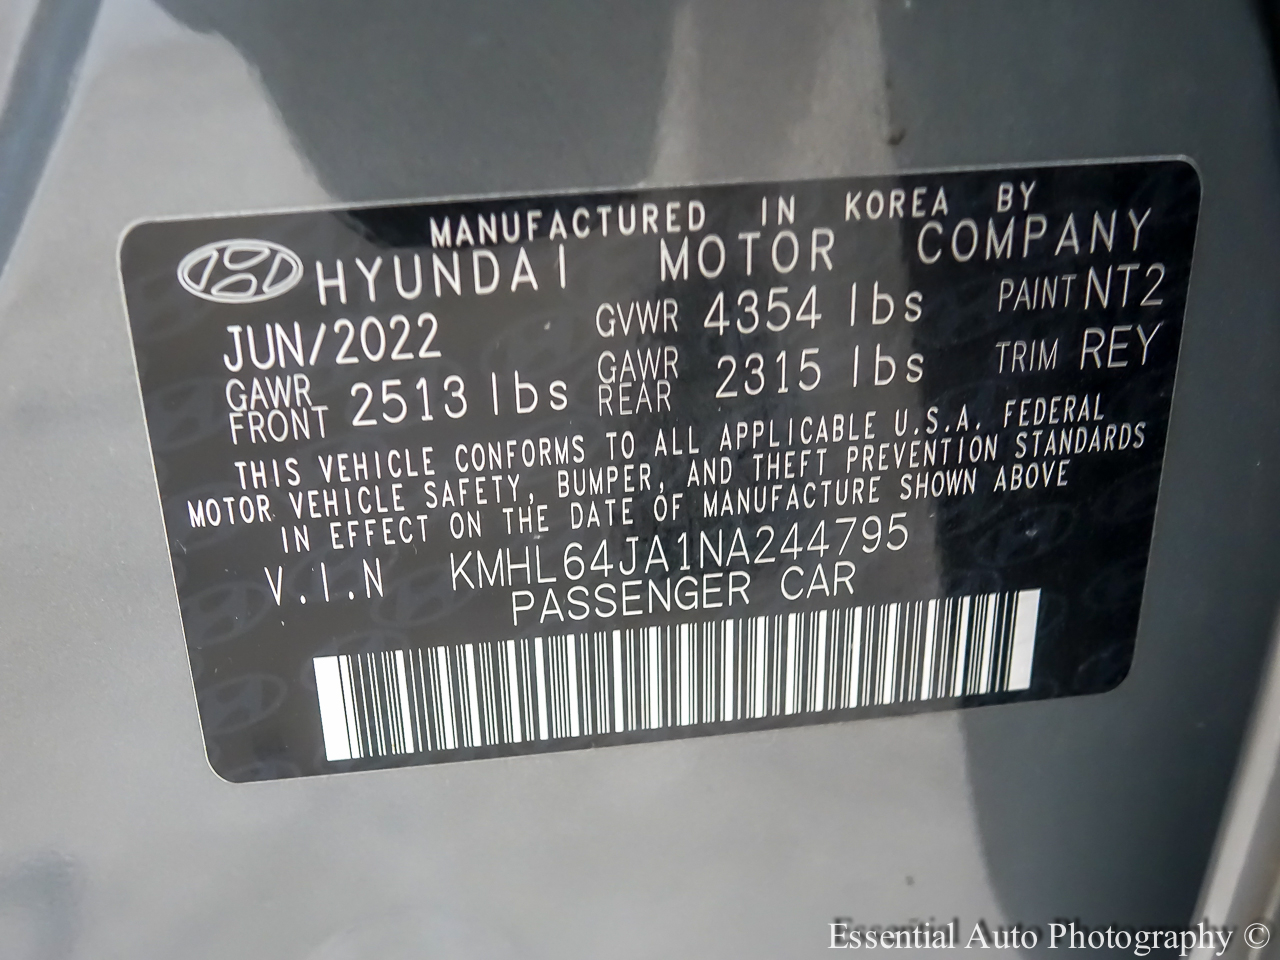 MANUFACTURED IN KOREA BY
HYUNDAI MOTOR COMPANY
JUN/2022 GVWR 4354 lbs PAINT NT2
GAWR FRONT 2513 lbs GAWR REAR 2315 lbs TRIM REY
THIS VEHICLE CONFORMS TO ALL APPLICABLE U.S.A. FEDERAL
MOTOR VEHICLE SAFETY, BUMPER, AND THEFT PREVENTION STANDARDS
IN EFFECT ON THE DATE OF MANUFACTURE SHOWN ABOVE
V.I.N KMHL64JA1NA244795
PASSENGER CAR
Essential Auto Photography ©